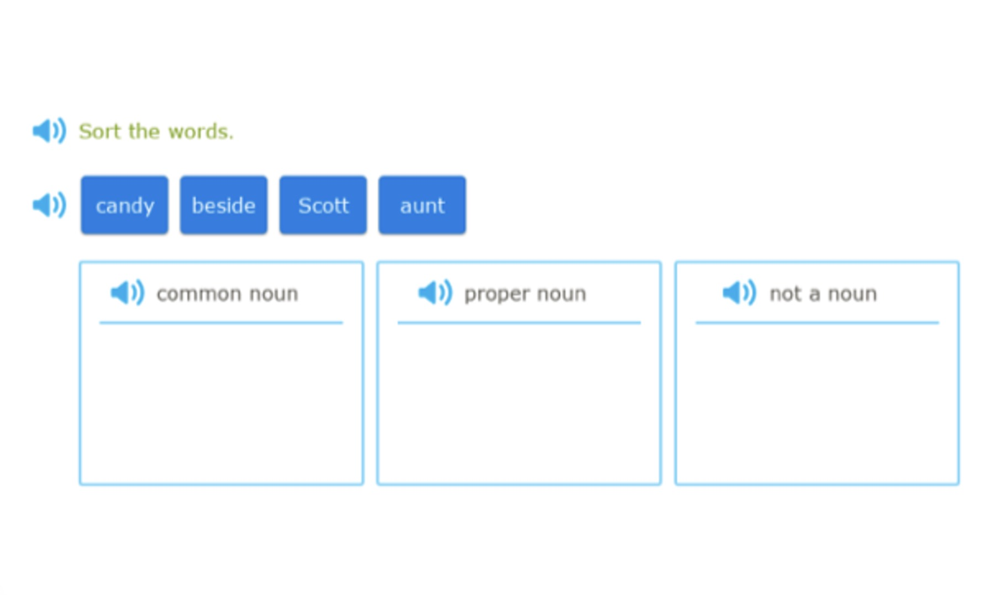 Sort the words.
candy beside Scott aunt
common noun proper noun not a noun